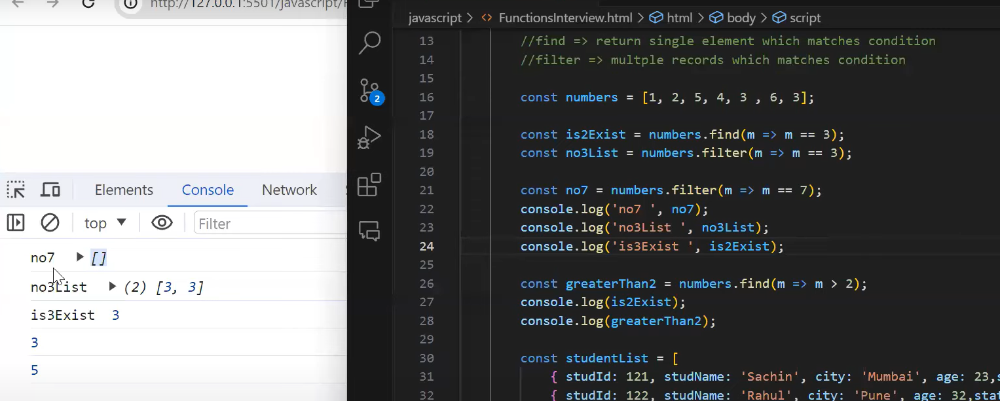 http://127.0.0.1:5501/javascript/
Elements Console Network
top Filter
no7 []
no3List (2) [3, 3]
is3Exist 3
3
5
2
javascript > <> FunctionsInterview.html > html > body > script
13 //find => return single element which matches condition
14 //filter => multple records which matches condition
15
16 const numbers = [1, 2, 5, 4, 3 , 6, 3];
17
18 const is2Exist = numbers.find(m => m == 3);
19 const no3List = numbers.filter(m => m == 3);
20
21 const no7 = numbers.filter(m => m == 7);
22 console.log('no7 ', no7);
23 console.log('no3List ', no3List);
24 console.log('is3Exist ', is2Exist);
25
26 const greaterThan2 = numbers.find(m => m > 2);
27 console.log(is2Exist);
28 console.log(greaterThan2);
29
30 const studentList = [
31 { studId: 121, studName: 'Sachin', city: 'Mumbai', age: 23,
32 { studId: 122, studName: 'Rahul', city: 'Pune', age: 32,stat